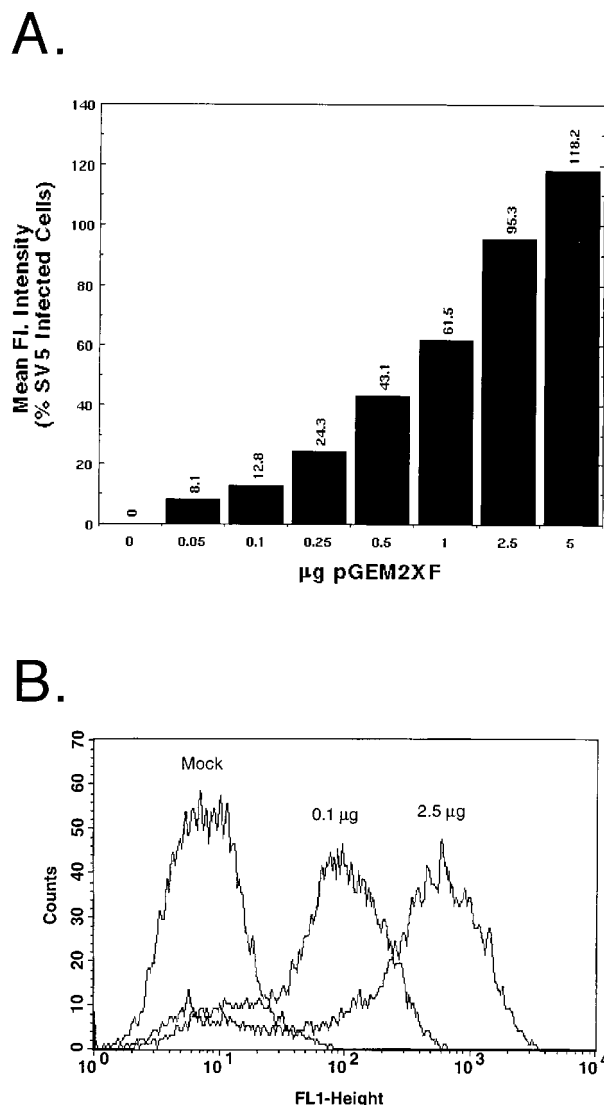 A.
140
120
100
80
60
40
20
0
Mean Fl. Intensity
(% SV5 Infected Cells)
0
8.1
12.8
24.3
43.1
61.5
95.3
118.2
0 0.05 0.1 0.25 0.5 1 2.5 5
µg pGEM2XF
B.
70
60
50
40
30
20
10
0
Counts
Mock
0.1 µg
2.5 µg
10⁰ 10¹ 10² 10³ 10⁴
FL1-Height